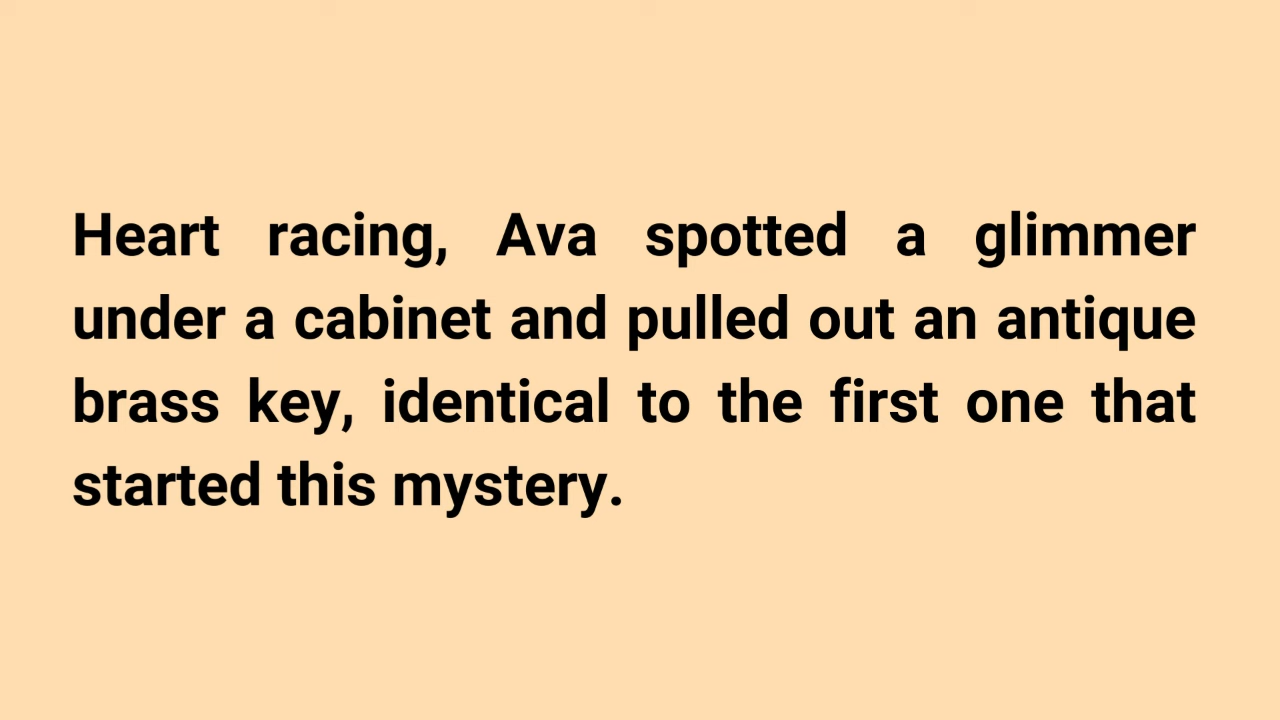 Heart racing, Ava spotted a glimmer
under a cabinet and pulled out an antique
brass key, identical to the first one that
started this mystery.